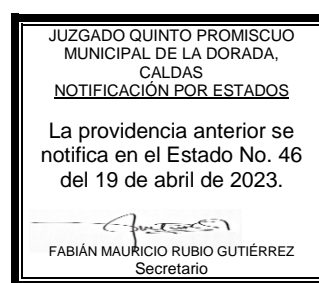 JUZGADO QUINTO PROMISCUO
MUNICIPAL DE LA DORADA,
CALDAS
NOTIFICACIÓN POR ESTADOS
La providencia anterior se
notifica en el Estado No. 46
del 19 de abril de 2023.
FABIÁN MAURICIO RUBIO GUTIÉRREZ
Secretario